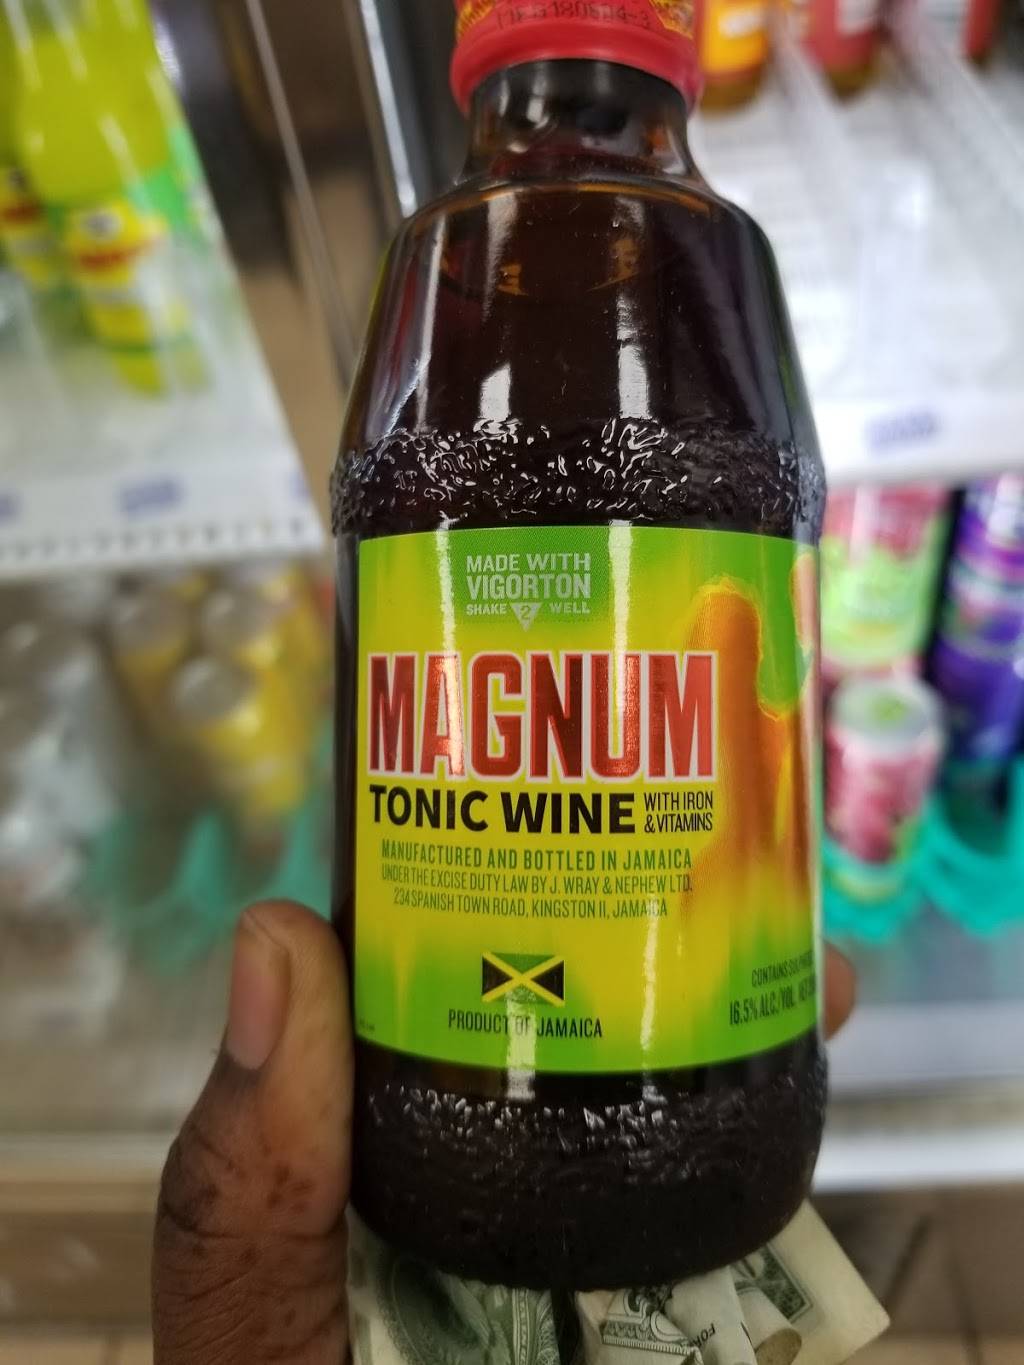 MADE WITH
VIGORTON
SHAKE 2 WELL
MAGNUM
TONIC WINE WITH IRON
& VITAMINS
MANUFACTURED AND BOTTLED IN JAMAICA
UNDER THE EXCISE DUTY LAW BY J. WRAY & NEPHEW LTD.
234 SPANISH TOWN ROAD, KINGSTON 11, JAMAICA
CONTAINS
16.5% ALC./VOL.
PRODUCT OF JAMAICA